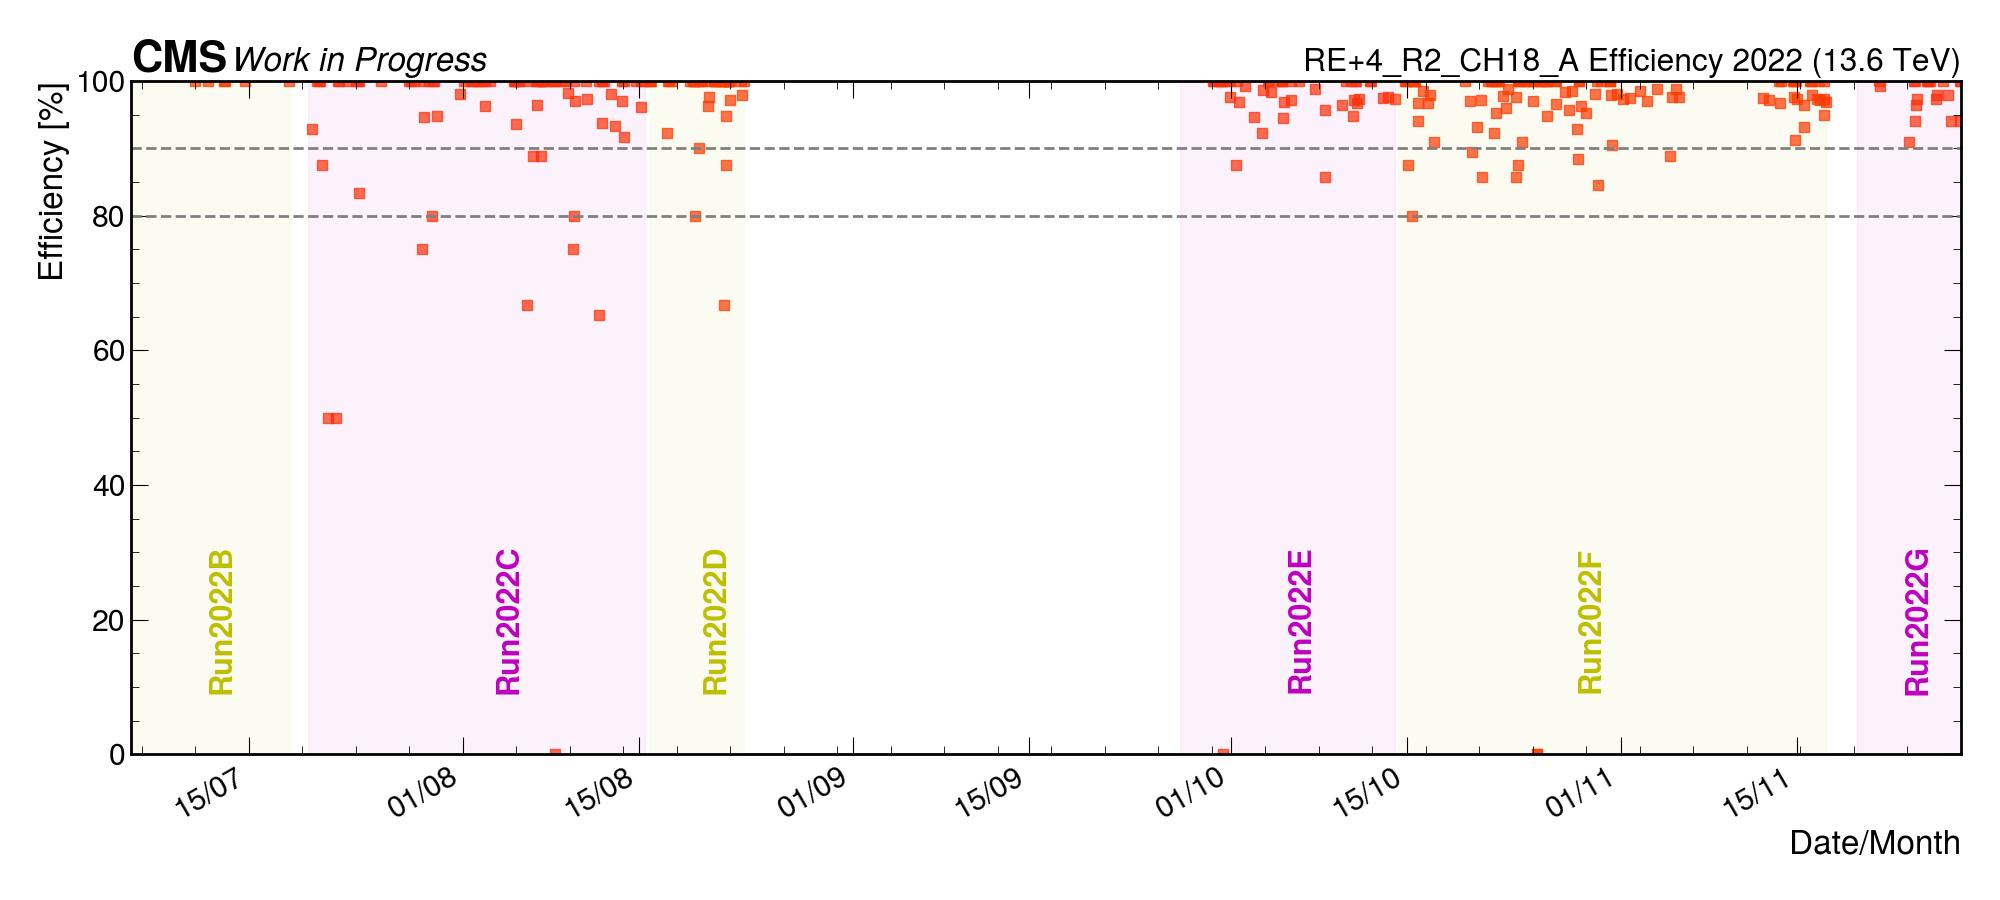 CMS Work in Progress
RE+4_R2_CH18_A Efficiency 2022 (13.6 TeV)
Efficiency [%]
100
80
60
40
20
0
Run2022B
Run2022C
Run2022D
Run2022E
Run2022F
Run2022G
15/07
01/08
15/08
01/09
15/09
01/10
15/10
01/11
15/11
Date/Month